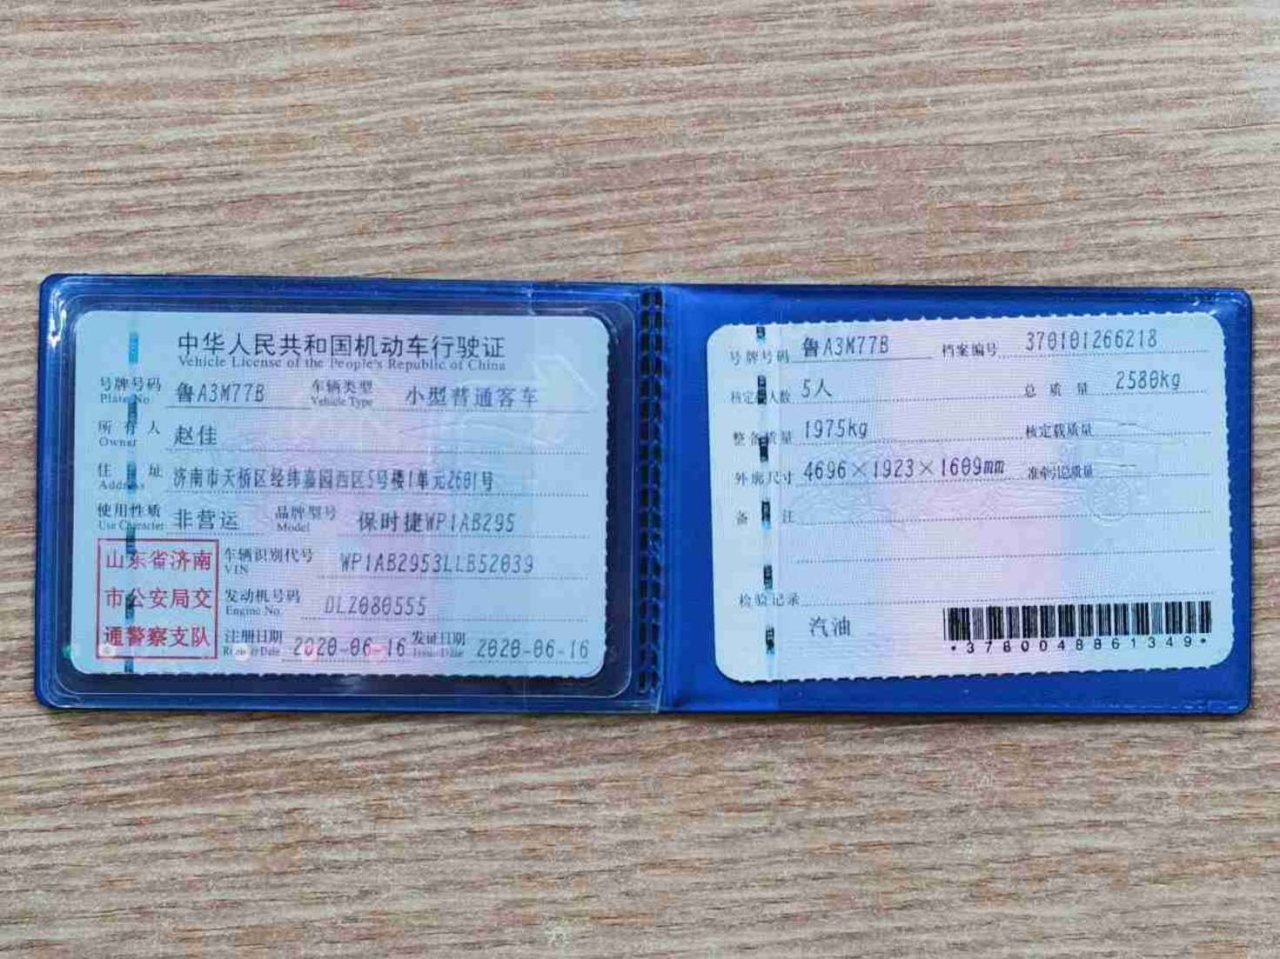 中华人民共和国机动车行驶证
Vehicle License of the People's Republic of China
号牌号码 鲁A3M77B 车辆类型 小型普通客车
Plate No. Vehicle Type
所有人 赵佳
Owner
住址 济南市天桥区经纬嘉园西区5号楼1单元2601号
Address
使用性质 非营运 品牌型号 保时捷WP1AB295
Use Character Model
山东省济南 车辆识别代号 WP1AB2953LLB52039
VIN
市公安局交 发动机号码 DLZ080555
Engine No.
通警察支队 注册日期 2020-06-16 发证日期 2020-06-16
Register Date Issue Date
号牌号码 鲁A3M77B 档案编号 370101266218
核定载人数 5人 总质量 2580kg
整备质量 1975kg 核定载质量 --
外廓尺寸 4696×1923×1609mm 准牵引总质量 --
备注
检验记录
汽油
*3700048861349*